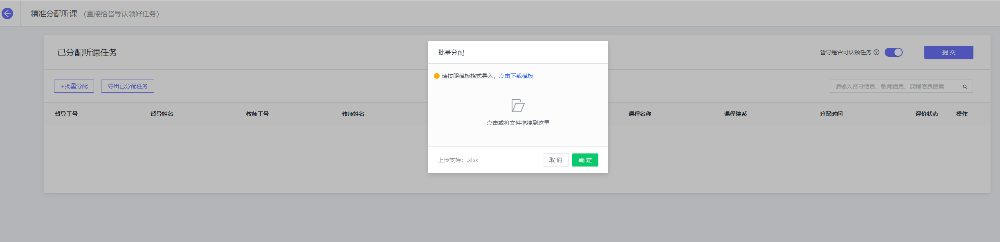 精准分配听课 （直接给督导认领好任务）
已分配听课任务
督导是否可认领任务
提 交
+批量分配
导出已分配任务
请输入督导信息、教师信息、课程信息搜索
督导工号 督导姓名 教师工号 教师姓名 课程名称 课程院系 分配时间 评价状态 操作
批量分配
请按照模板格式导入，点击下载模板
点击或将文件拖拽到这里
上传支持：.xlsx
取 消
确 定